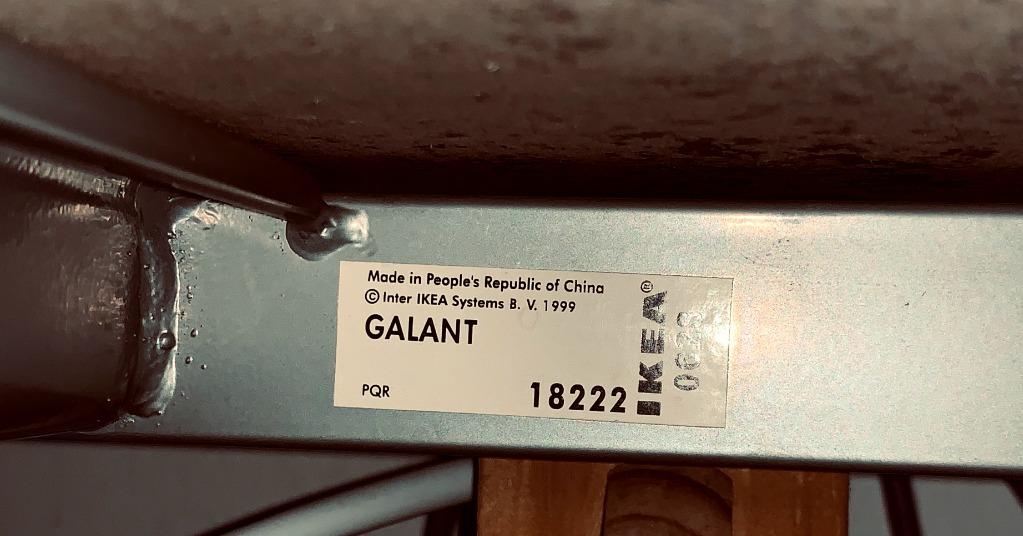 Made in People's Republic of China
© Inter IKEA Systems B. V. 1999
GALANT
PQR
18222
IKEA®